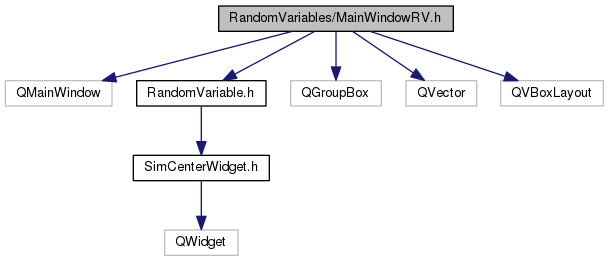 RandomVariables/MainWindowRV.h
QMainWindow
RandomVariable.h
QGroupBox
QVector
QVBoxLayout
SimCenterWidget.h
QWidget